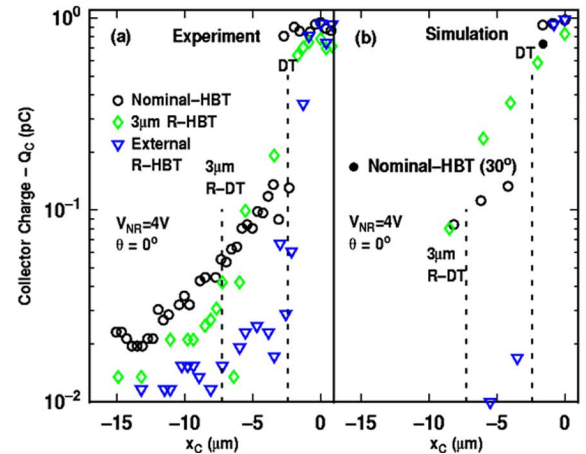 10⁰
10⁻¹
10⁻²
Collector Charge – Q_C (pC)
(a) Experiment
DT
Nominal–HBT
3μm R–HBT
External
R–HBT
3μm
R–DT
V_NR=4V
θ = 0°
−15 −10 −5 0
x_C (μm)
(b) Simulation
DT
Nominal–HBT (30°)
V_NR=4V
θ = 0°
3μm
R–DT
−15 −10 −5 0
x_C (μm)